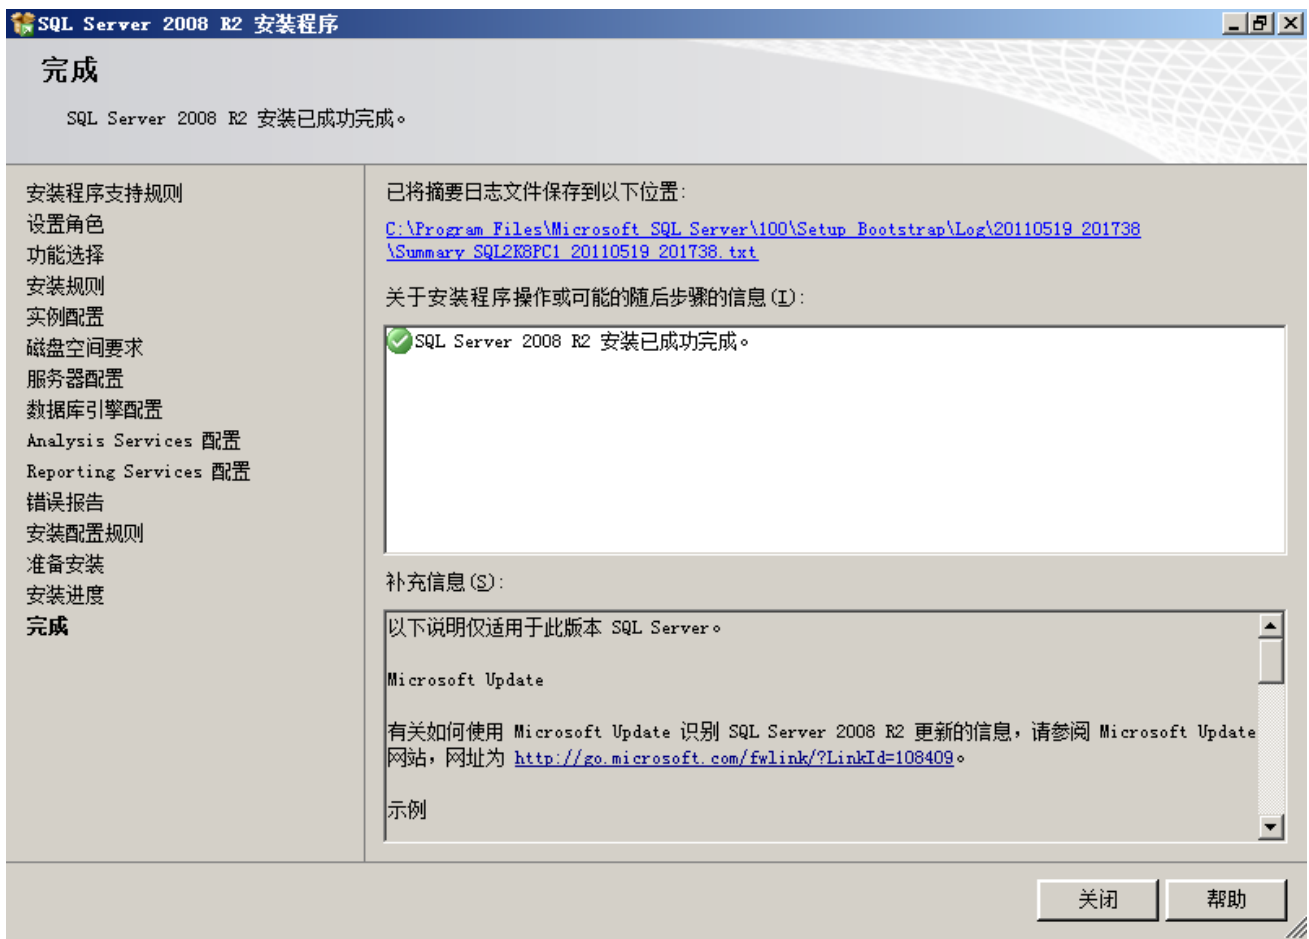 SQL Server 2008 R2 安装程序
完成
SQL Server 2008 R2 安装已成功完成。
安装程序支持规则
设置角色
功能选择
安装规则
实例配置
磁盘空间要求
服务器配置
数据库引擎配置
Analysis Services 配置
Reporting Services 配置
错误报告
安装配置规则
准备安装
安装进度
完成
已将摘要日志文件保存到以下位置:
C:\Program Files\Microsoft SQL Server\100\Setup Bootstrap\Log\20110519_201738
\Summary_SQL2K8PC1_20110519_201738.txt
关于安装程序操作或可能的随后步骤的信息(I):
SQL Server 2008 R2 安装已成功完成。
补充信息(S):
以下说明仅适用于此版本 SQL Server。
Microsoft Update
有关如何使用 Microsoft Update 识别 SQL Server 2008 R2 更新的信息，请参阅 Microsoft Update
网站，网址为 http://go.microsoft.com/fwlink/?LinkId=108409。
示例
关闭
帮助